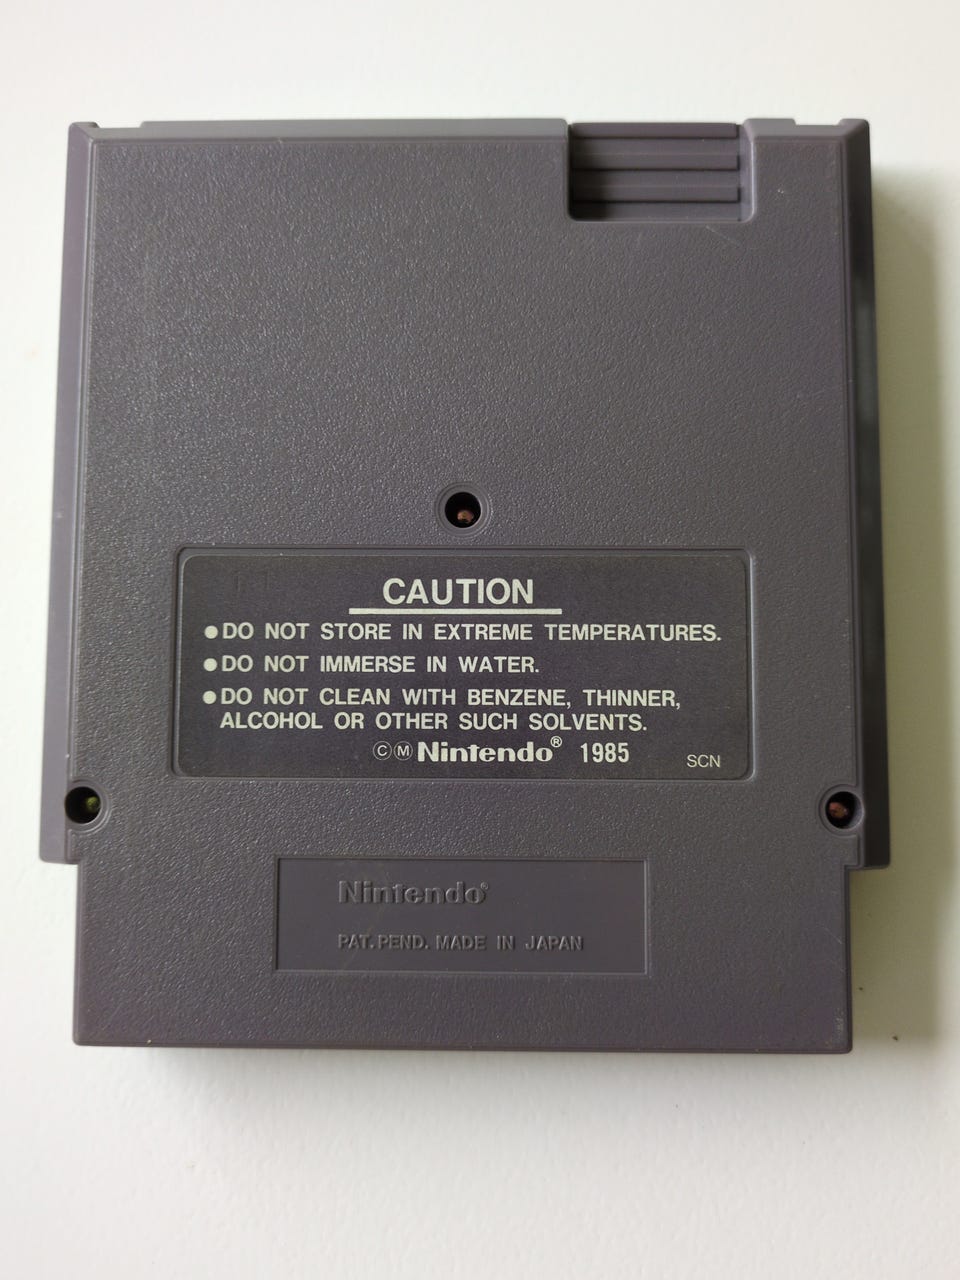 CAUTION
●DO NOT STORE IN EXTREME TEMPERATURES.
●DO NOT IMMERSE IN WATER.
●DO NOT CLEAN WITH BENZENE, THINNER,
ALCOHOL OR OTHER SUCH SOLVENTS.
ⒸⓂNintendo® 1985 SCN
Nintendo®
PAT. PEND. MADE IN JAPAN